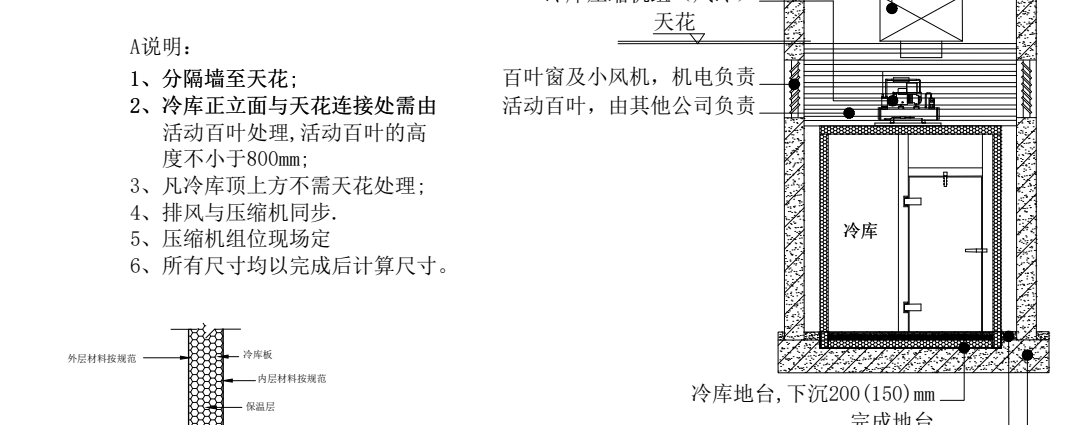 A说明：
1、分隔墙至天花；
2、冷库正立面与天花连接处需由
活动百叶处理,活动百叶的高
度不小于800mm;
3、凡冷库顶上方不需天花处理;
4、排风与压缩机同步.
5、压缩机组位现场定
6、所有尺寸均以完成后计算尺寸。
天花
百叶窗及小风机，机电负责
活动百叶，由其他公司负责
冷库
外层材料按规范
冷库板
内层材料按规范
保温层
冷库地台,下沉200(150)mm
完成地台